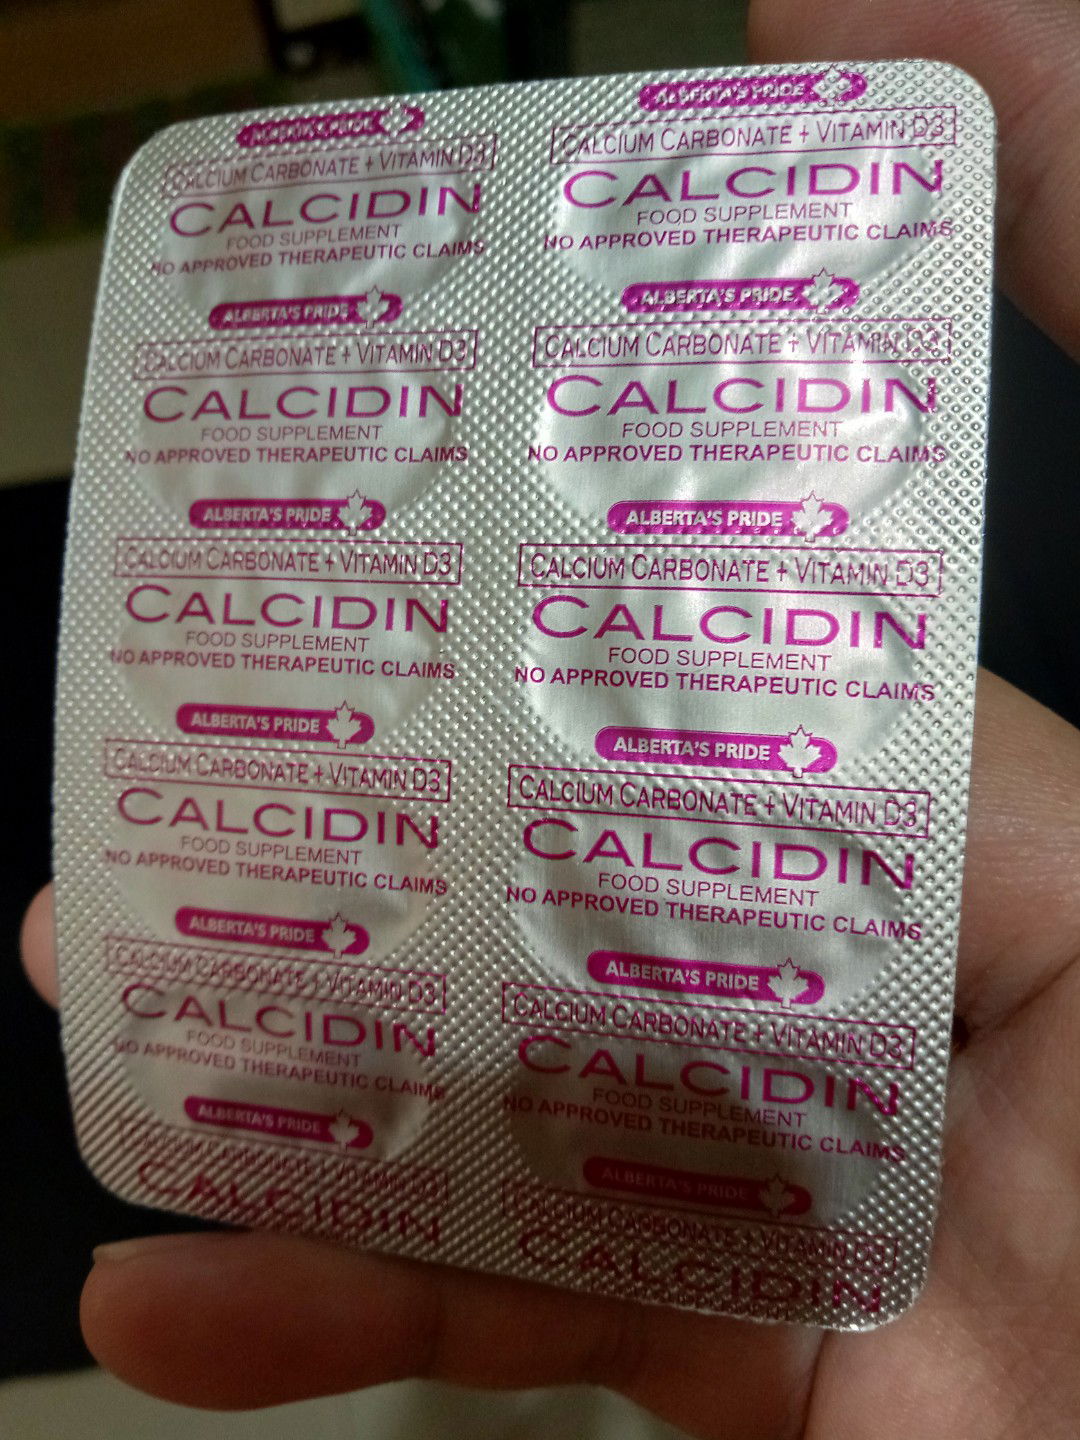 ALBERTA'S PRIDE
CALCIUM CARBONATE + VITAMIN D3
CALCIDIN
FOOD SUPPLEMENT
NO APPROVED THERAPEUTIC CLAIMS
ALBERTA'S PRIDE
CALCIUM CARBONATE + VITAMIN D3
CALCIDIN
FOOD SUPPLEMENT
NO APPROVED THERAPEUTIC CLAIMS
ALBERTA'S PRIDE
CALCIUM CARBONATE + VITAMIN D3
CALCIDIN
FOOD SUPPLEMENT
NO APPROVED THERAPEUTIC CLAIMS
ALBERTA'S PRIDE
CALCIUM CARBONATE + VITAMIN D3
CALCIDIN
FOOD SUPPLEMENT
NO APPROVED THERAPEUTIC CLAIMS
ALBERTA'S PRIDE
CALCIUM CARBONATE + VITAMIN D3
CALCIDIN
FOOD SUPPLEMENT
NO APPROVED THERAPEUTIC CLAIMS
ALBERTA'S PRIDE
CALCIUM CARBONATE + VITAMIN D3
CALCIDIN
ALBERTA'S PRIDE
CALCIUM CARBONATE + VITAMIN D3
CALCIDIN
FOOD SUPPLEMENT
NO APPROVED THERAPEUTIC CLAIMS
ALBERTA'S PRIDE
CALCIUM CARBONATE + VITAMIN D3
CALCIDIN
FOOD SUPPLEMENT
NO APPROVED THERAPEUTIC CLAIMS
ALBERTA'S PRIDE
CALCIUM CARBONATE + VITAMIN D3
CALCIDIN
FOOD SUPPLEMENT
NO APPROVED THERAPEUTIC CLAIMS
ALBERTA'S PRIDE
CALCIUM CARBONATE + VITAMIN D3
CALCIDIN
FOOD SUPPLEMENT
NO APPROVED THERAPEUTIC CLAIMS
ALBERTA'S PRIDE
CALCIUM CARBONATE + VITAMIN D3
CALCIDIN
FOOD SUPPLEMENT
NO APPROVED THERAPEUTIC CLAIMS
ALBERTA'S PRIDE
CALCIUM CARBONATE + VITAMIN D3
CALCIDIN